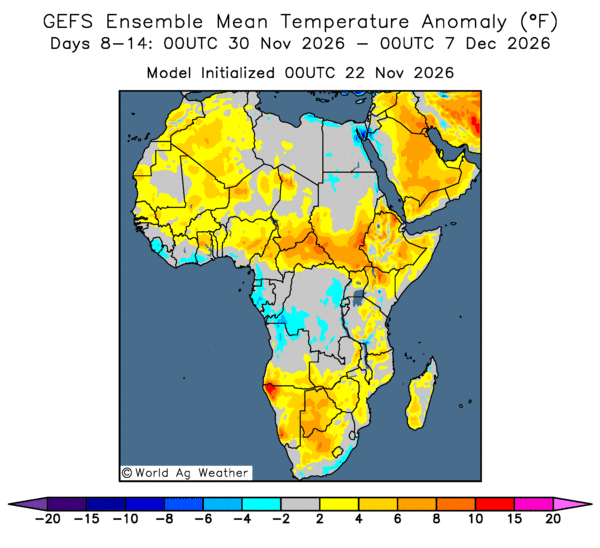 GEFS Ensemble Mean Temperature Anomaly (°F)
Days 8-14: 00UTC 30 Nov 2026 - 00UTC 7 Dec 2026
Model Initialized 00UTC 22 Nov 2026
© World Ag Weather
-20 -15 -10 -8 -6 -4 -2 2 4 6 8 10 15 20